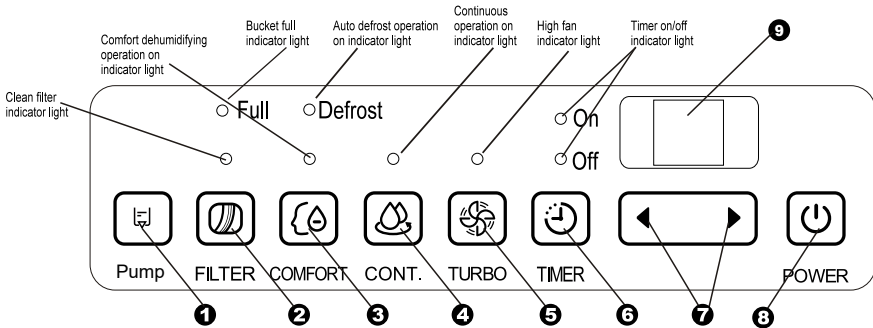 Comfort dehumidifying
operation on
indicator light
Bucket full
indicator light
Auto defrost operation
on indicator light
Continuous
operation on
indicator light
High fan
indicator light
Timer on/off
indicator light
9
Clean filter
indicator light
Full
Defrost
On
Off
Pump
FILTER
COMFORT
CONT.
TURBO
TIMER
POWER
1
2
3
4
5
6
7
8